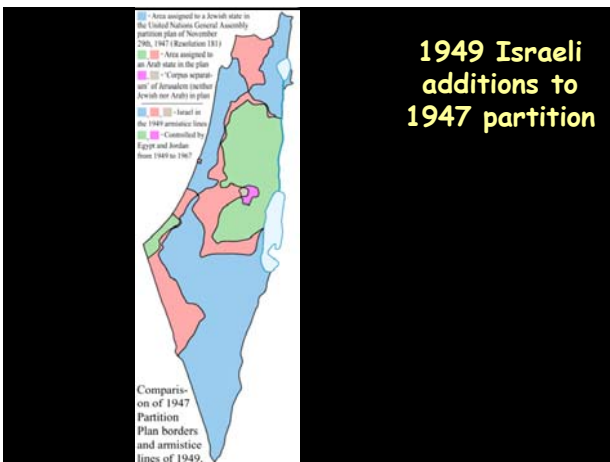 = Area assigned to a Jewish state in
the United Nations General Assembly
partition plan of November
29th, 1947 (Resolution 181)
= Area assigned to
an Arab state in the plan
= 'Corpus separat-
um' of Jerusalem (neither
Jewish nor Arab) in plan
= Israel in
the 1949 armistice lines
= Controlled by
Egypt and Jordan
from 1949 to 1967
Comparis-
on of 1947
Partition
Plan borders
and armistice
lines of 1949.
1949 Israeli
additions to
1947 partition